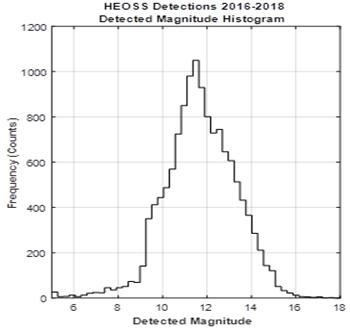 HEOSS Detections 2016-2018
Detected Magnitude Histogram
1200
1000
800
600
400
200
0
Frequency (Counts)
6 8 10 12 14 16 18
Detected Magnitude